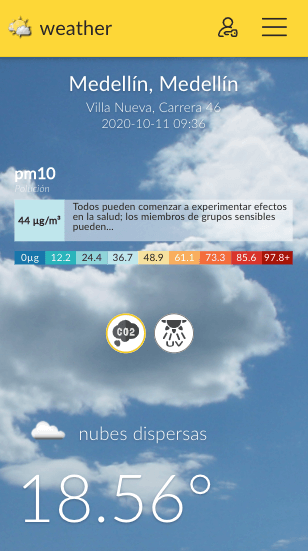 weather
Medellín, Medellín
Villa Nueva, Carrera 46
2020-10-11 09:36
pm10
Polución
44 µg/m³
Todos pueden comenzar a experimentar efectos
en la salud; los miembros de grupos sensibles
pueden...
0µg 12.2 24.4 36.7 48.9 61.1 73.3 85.6 97.8+
CO2 UV
nubes dispersas
18.56°